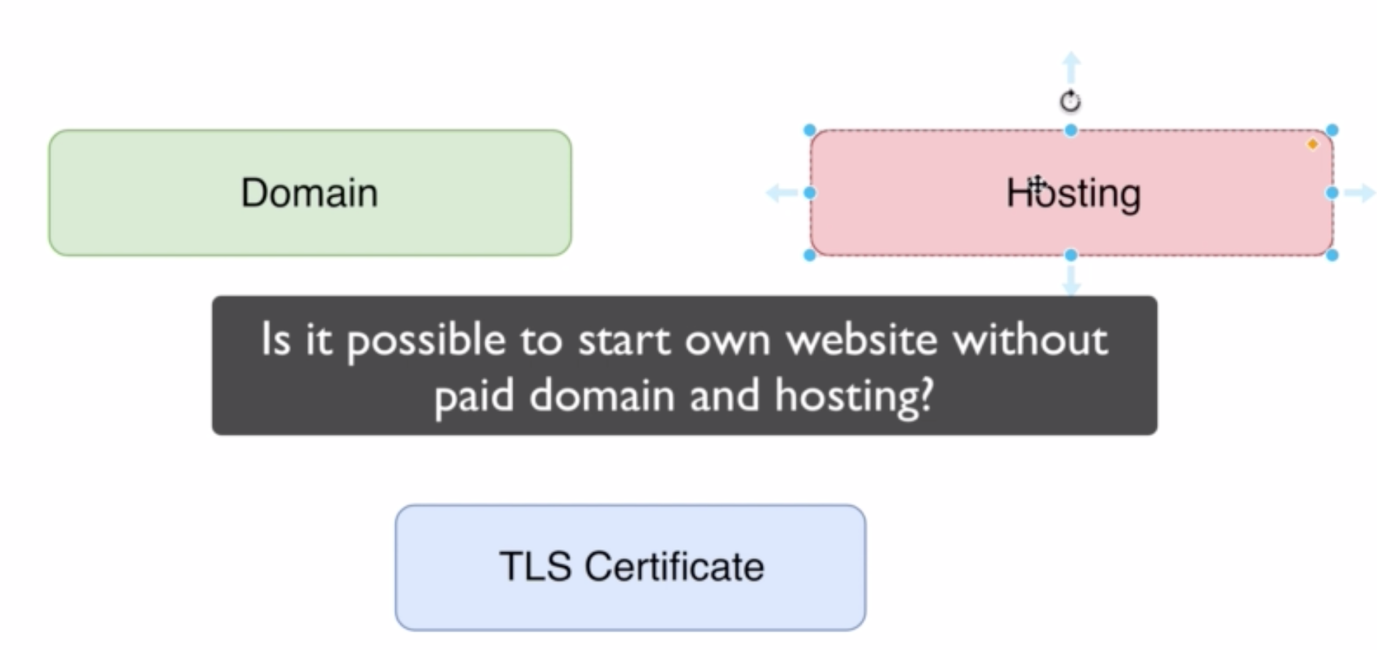 Domain
Hosting
Is it possible to start own website without
paid domain and hosting?
TLS Certificate